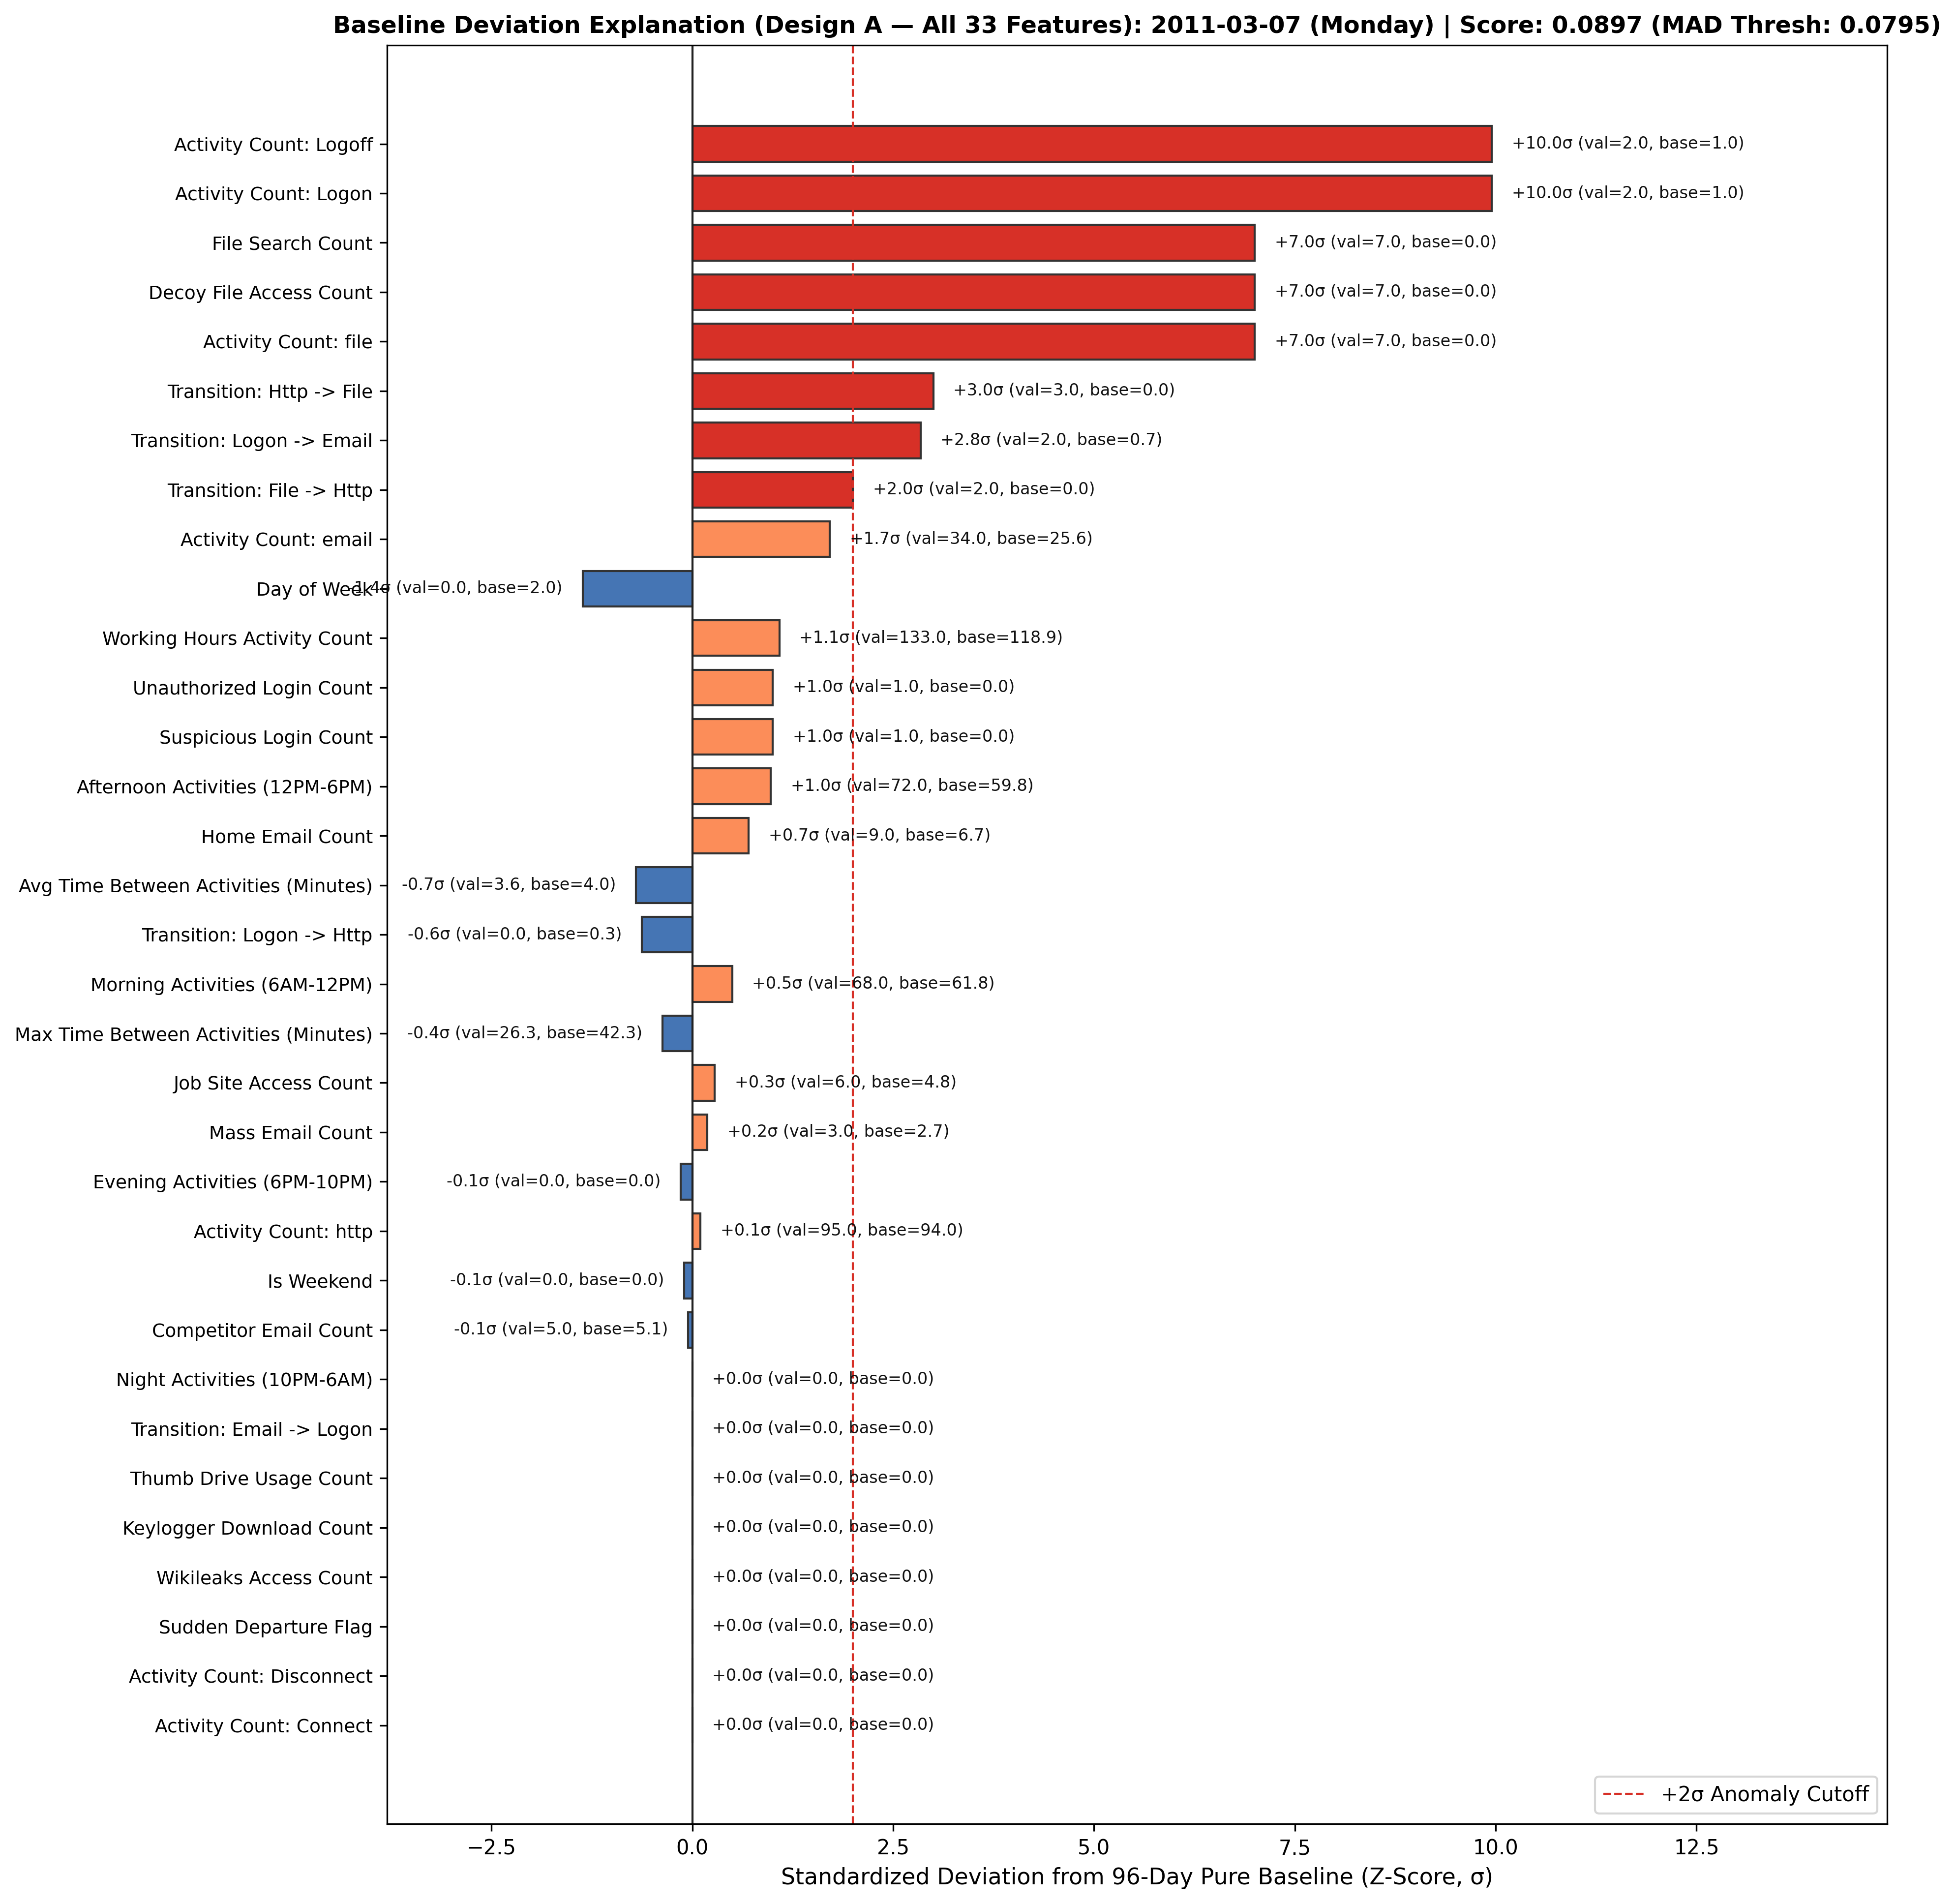 Baseline Deviation Explanation (Design A — All 33 Features): 2011-03-07 (Monday) | Score: 0.0897 (MAD Thresh: 0.0795)
Activity Count: Logoff +10.0σ (val=2.0, base=1.0)
Activity Count: Logon +10.0σ (val=2.0, base=1.0)
File Search Count +7.0σ (val=7.0, base=0.0)
Decoy File Access Count +7.0σ (val=7.0, base=0.0)
Activity Count: file +7.0σ (val=7.0, base=0.0)
Transition: Http -> File +3.0σ (val=3.0, base=0.0)
Transition: Logon -> Email +2.8σ (val=2.0, base=0.7)
Transition: File -> Http +2.0σ (val=2.0, base=0.0)
Activity Count: email +1.7σ (val=34.0, base=25.6)
Day of Week -1.4σ (val=0.0, base=2.0)
Working Hours Activity Count +1.1σ (val=133.0, base=118.9)
Unauthorized Login Count +1.0σ (val=1.0, base=0.0)
Suspicious Login Count +1.0σ (val=1.0, base=0.0)
Afternoon Activities (12PM-6PM) +1.0σ (val=72.0, base=59.8)
Home Email Count +0.7σ (val=9.0, base=6.7)
Avg Time Between Activities (Minutes) -0.7σ (val=3.6, base=4.0)
Transition: Logon -> Http -0.6σ (val=0.0, base=0.3)
Morning Activities (6AM-12PM) +0.5σ (val=68.0, base=61.8)
Max Time Between Activities (Minutes) -0.4σ (val=26.3, base=42.3)
Job Site Access Count +0.3σ (val=6.0, base=4.8)
Mass Email Count +0.2σ (val=3.0, base=2.7)
Evening Activities (6PM-10PM) -0.1σ (val=0.0, base=0.0)
Activity Count: http +0.1σ (val=95.0, base=94.0)
Is Weekend -0.1σ (val=0.0, base=0.0)
Competitor Email Count -0.1σ (val=5.0, base=5.1)
Night Activities (10PM-6AM) +0.0σ (val=0.0, base=0.0)
Transition: Email -> Logon +0.0σ (val=0.0, base=0.0)
Thumb Drive Usage Count +0.0σ (val=0.0, base=0.0)
Keylogger Download Count +0.0σ (val=0.0, base=0.0)
Wikileaks Access Count +0.0σ (val=0.0, base=0.0)
Sudden Departure Flag +0.0σ (val=0.0, base=0.0)
Activity Count: Disconnect +0.0σ (val=0.0, base=0.0)
Activity Count: Connect +0.0σ (val=0.0, base=0.0)
+2σ Anomaly Cutoff
−2.5 0.0 2.5 5.0 7.5 10.0 12.5
Standardized Deviation from 96-Day Pure Baseline (Z-Score, σ)